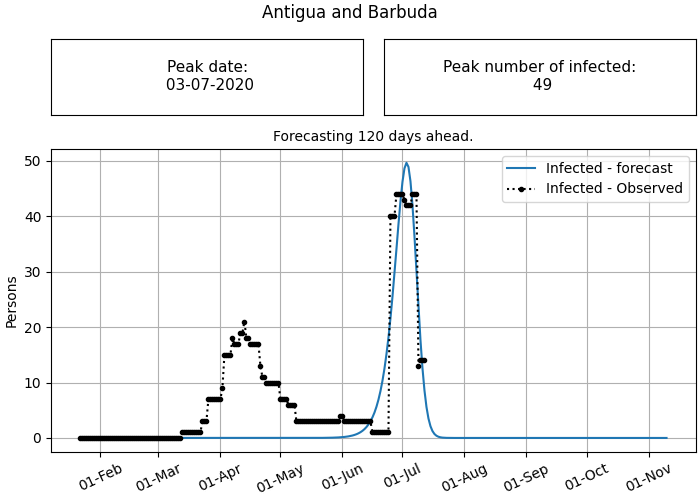 Antigua and Barbuda
Peak date:
03-07-2020
Peak number of infected:
49
Forecasting 120 days ahead.
Infected - forecast
Infected - Observed
Persons
50
40
30
20
10
0
01-Feb
01-Mar
01-Apr
01-May
01-Jun
01-Jul
01-Aug
01-Sep
01-Oct
01-Nov